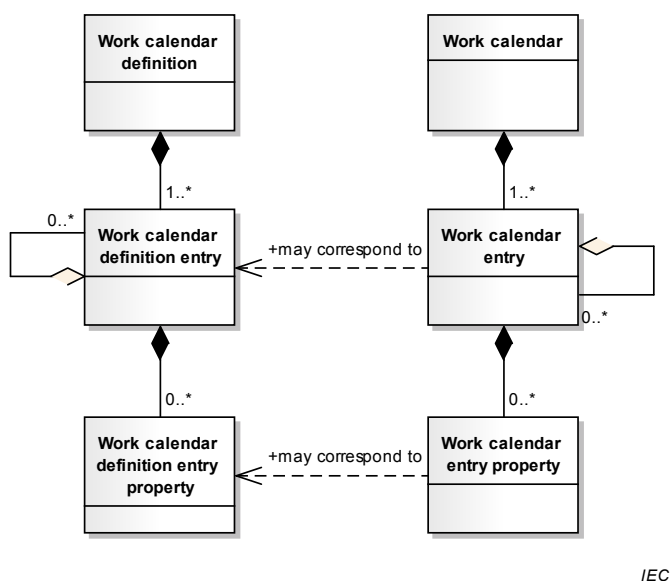 Work calendar
definition
Work calendar
1..*
1..*
0..*
Work calendar
definition entry
+may correspond to
Work calendar
entry
0..*
0..*
0..*
Work calendar
definition entry
property
+may correspond to
Work calendar
entry property
IEC